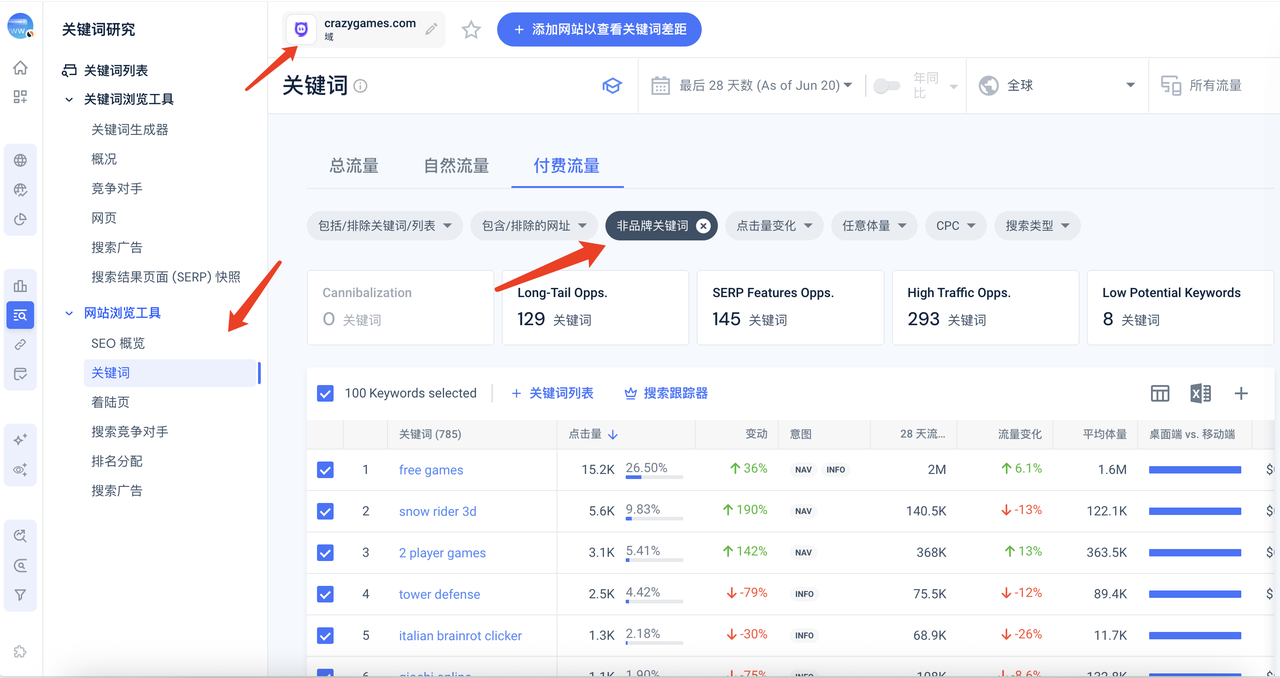 关键词研究
关键词列表
关键词浏览工具
关键词生成器
概况
竞争对手
网页
搜索广告
搜索结果页面 (SERP) 快照
网站浏览工具
SEO 概览
关键词
着陆页
搜索竞争对手
排名分配
搜索广告
crazygames.com
域
+ 添加网站以查看关键词差距
关键词
最后 28 天数 (As of Jun 20)
年同比
全球
所有流量
总流量 自然流量 付费流量
包括/排除关键词/列表 包含/排除的网址 非品牌关键词 点击量变化 任意体量 CPC 搜索类型
Cannibalization
0 关键词
Long-Tail Opps.
129 关键词
SERP Features Opps.
145 关键词
High Traffic Opps.
293 关键词
Low Potential Keywords
8 关键词
100 Keywords selected + 关键词列表 搜索跟踪器
关键词 (785) 点击量 变动 意图 28 天流... 流量变化 平均体量 桌面端 vs. 移动端
1 free games 15.2K 26.50% 36% NAV INFO 2M 6.1% 1.6M
2 snow rider 3d 5.6K 9.83% 190% NAV 140.5K -13% 122.1K
3 2 player games 3.1K 5.41% 142% NAV 368K 13% 363.5K
4 tower defense 2.5K 4.42% -79% INFO 75.5K -12% 89.4K
5 italian brainrot clicker 1.3K 2.18% -30% INFO 68.9K -26% 11.7K